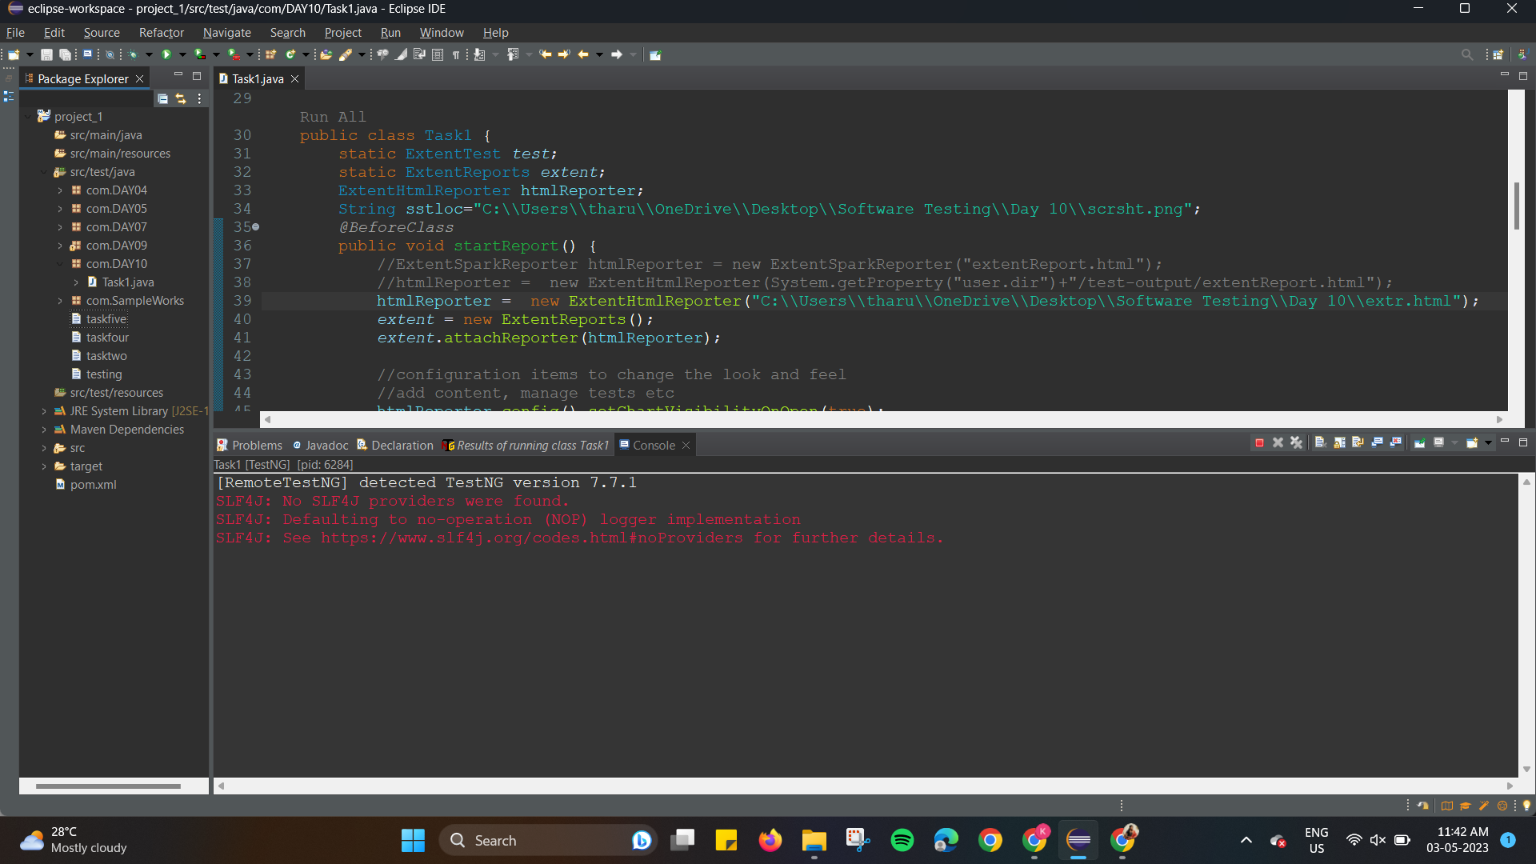 eclipse-workspace - project_1/src/test/java/com/DAY10/Task1.java - Eclipse IDE
File Edit Source Refactor Navigate Search Project Run Window Help
Package Explorer
Task1.java
project_1
src/main/java
src/main/resources
src/test/java
com.DAY04
com.DAY05
com.DAY07
com.DAY09
com.DAY10
Task1.java
com.SampleWorks
taskfive
taskfour
tasktwo
testing
src/test/resources
JRE System Library [J2SE-1
Maven Dependencies
src
target
pom.xml
29
Run All
30 public class Task1 {
31 static ExtentTest test;
32 static ExtentReports extent;
33 ExtentHtmlReporter htmlReporter;
34 String sstloc="C:\\Users\\tharu\\OneDrive\\Desktop\\Software Testing\\Day 10\\scrsht.png";
35 @BeforeClass
36 public void startReport() {
37 //ExtentSparkReporter htmlReporter = new ExtentSparkReporter("extentReport.html");
38 //htmlReporter =  new ExtentHtmlReporter(System.getProperty("user.dir")+"/test-output/extentReport.html");
39 htmlReporter =  new ExtentHtmlReporter("C:\\Users\\tharu\\OneDrive\\Desktop\\Software Testing\\Day 10\\extr.html");
40 extent = new ExtentReports();
41 extent.attachReporter(htmlReporter);
42
43 //configuration items to change the look and feel
44 //add content, manage tests etc
45 htmlReporter.config().setChartVisibilityOnOpen(true);
Problems Javadoc Declaration Results of running class Task1 Console
Task1 [TestNG] [pid: 6284]
[RemoteTestNG] detected TestNG version 7.7.1
SLF4J: No SLF4J providers were found.
SLF4J: Defaulting to no-operation (NOP) logger implementation
SLF4J: See https://www.slf4j.org/codes.html#noProviders for further details.
28°C
Mostly cloudy
Search
K
ENG
US
11:42 AM
03-05-2023
1